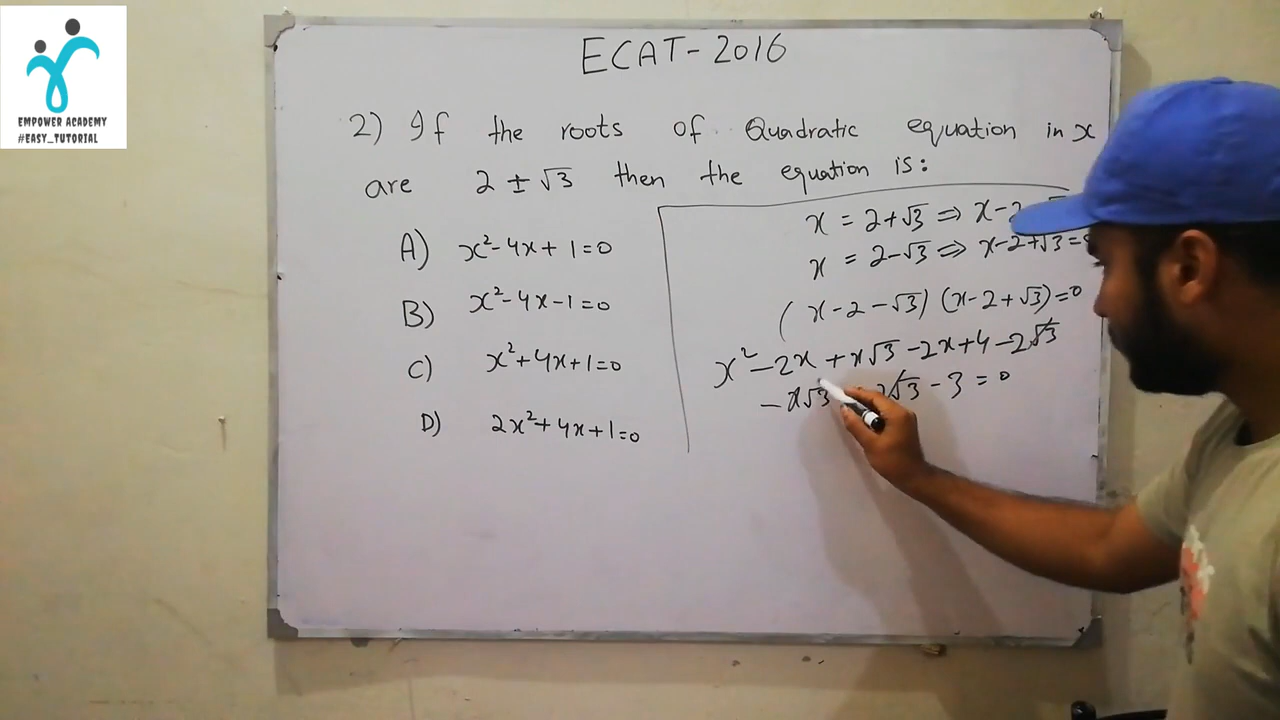 EMPOWER ACADEMY
#EASY_TUTORIAL
ECAT-2016
2) If the roots of Quadratic equation in x
are 2 ± √3 then the equation is:
A) x²-4x+1=0
B) x²-4x-1=0
C) x²+4x+1=0
D) 2x²+4x+1=0
x = 2+√3 ⇒ x-2
x = 2-√3 ⇒ x-2+√3=0
(x-2-√3) (x-2+√3)=0
x²-2x+x√3-2x+4-2√3
-x√3 2√3-3=0